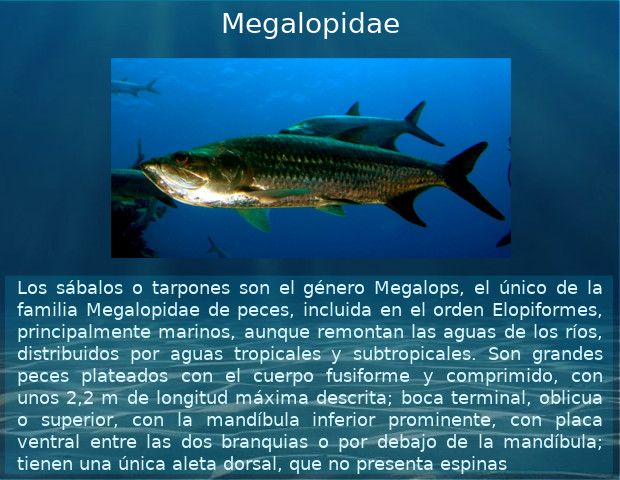 Megalopidae
Los sábalos o tarpones son el género Megalops, el único de la
familia Megalopidae de peces, incluida en el orden Elopiformes,
principalmente marinos, aunque remontan las aguas de los ríos,
distribuidos por aguas tropicales y subtropicales. Son grandes
peces plateados con el cuerpo fusiforme y comprimido, con
unos 2,2 m de longitud máxima descrita; boca terminal, oblicua
o superior, con la mandíbula inferior prominente, con placa
ventral entre las dos branquias o por debajo de la mandíbula;
tienen una única aleta dorsal, que no presenta espinas